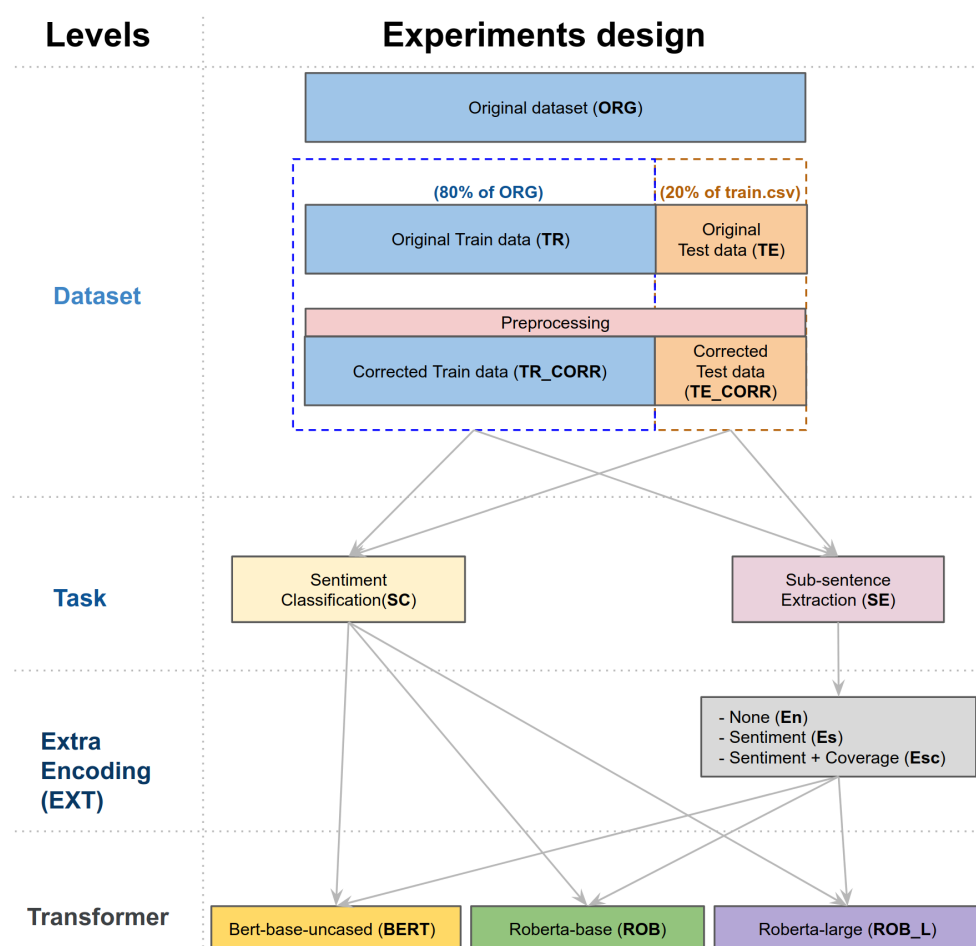 Levels
Experiments design
Original dataset (ORG)
(80% of ORG)
(20% of train.csv)
Original Train data (TR)
Original
Test data (TE)
Dataset
Preprocessing
Corrected Train data (TR_CORR)
Corrected
Test data
(TE_CORR)
Task
Sentiment
Classification(SC)
Sub-sentence
Extraction (SE)
Extra
Encoding
(EXT)
- None (En)
- Sentiment (Es)
- Sentiment + Coverage (Esc)
Transformer
Bert-base-uncased (BERT)
Roberta-base (ROB)
Roberta-large (ROB_L)